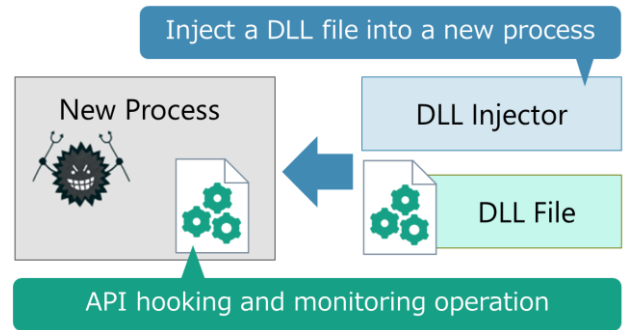 Inject a DLL file into a new process
New Process
DLL Injector
DLL File
API hooking and monitoring operation